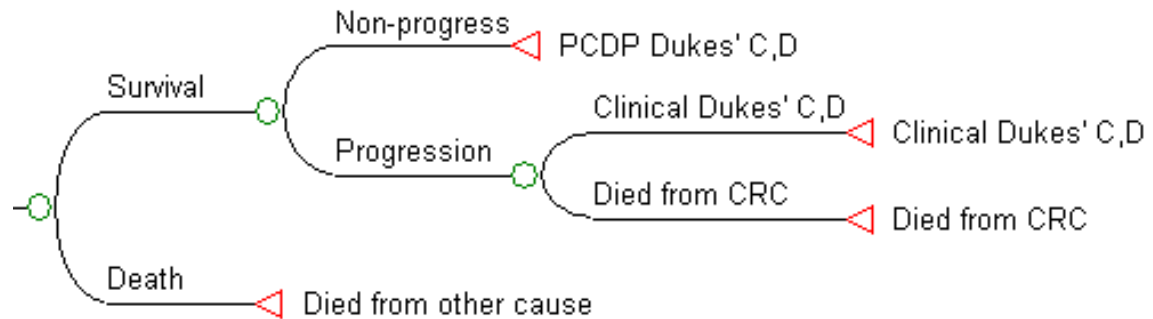 Non-progress
PCDP Dukes' C,D
Survival
Clinical Dukes' C,D
Clinical Dukes' C,D
Progression
Died from CRC
Died from CRC
Death
Died from other cause